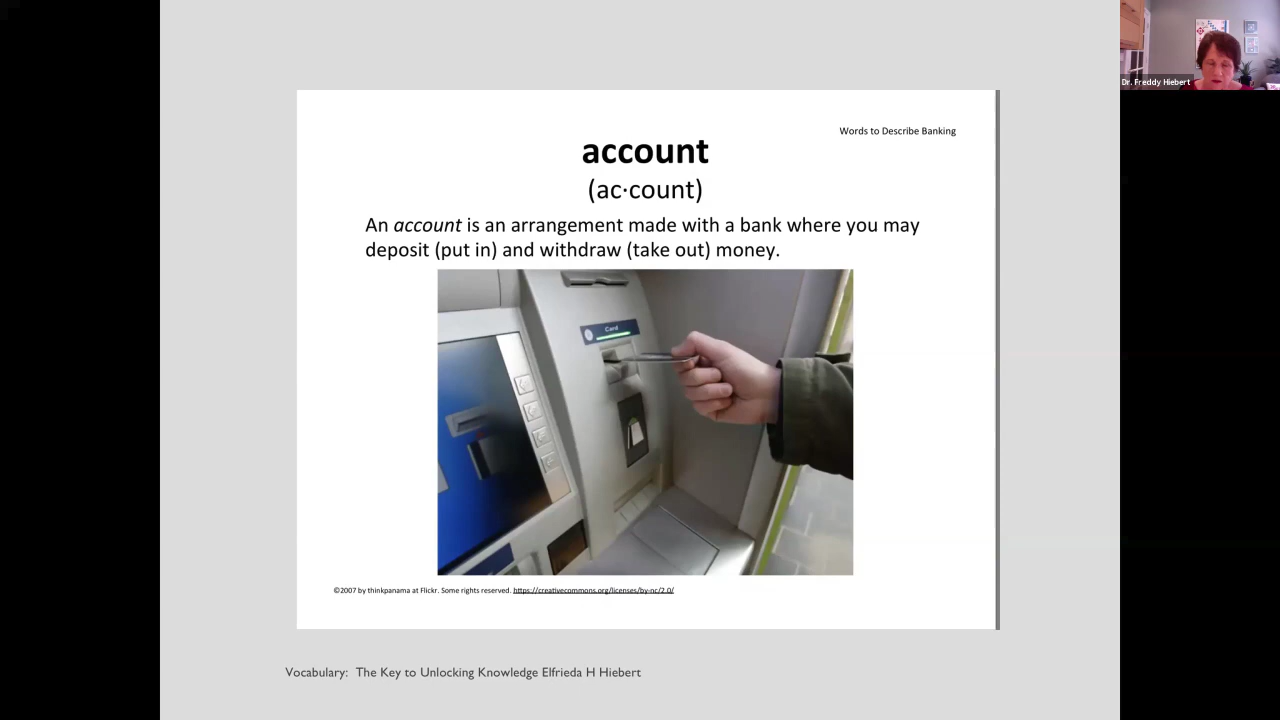 Dr. Freddy Hiebert
Words to Describe Banking
account
(ac·count)
An account is an arrangement made with a bank where you may
deposit (put in) and withdraw (take out) money.
Card
©2007 by thinkpanama at Flickr. Some rights reserved. https://creativecommons.org/licenses/by-nc/2.0/
Vocabulary: The Key to Unlocking Knowledge Elfrieda H Hiebert